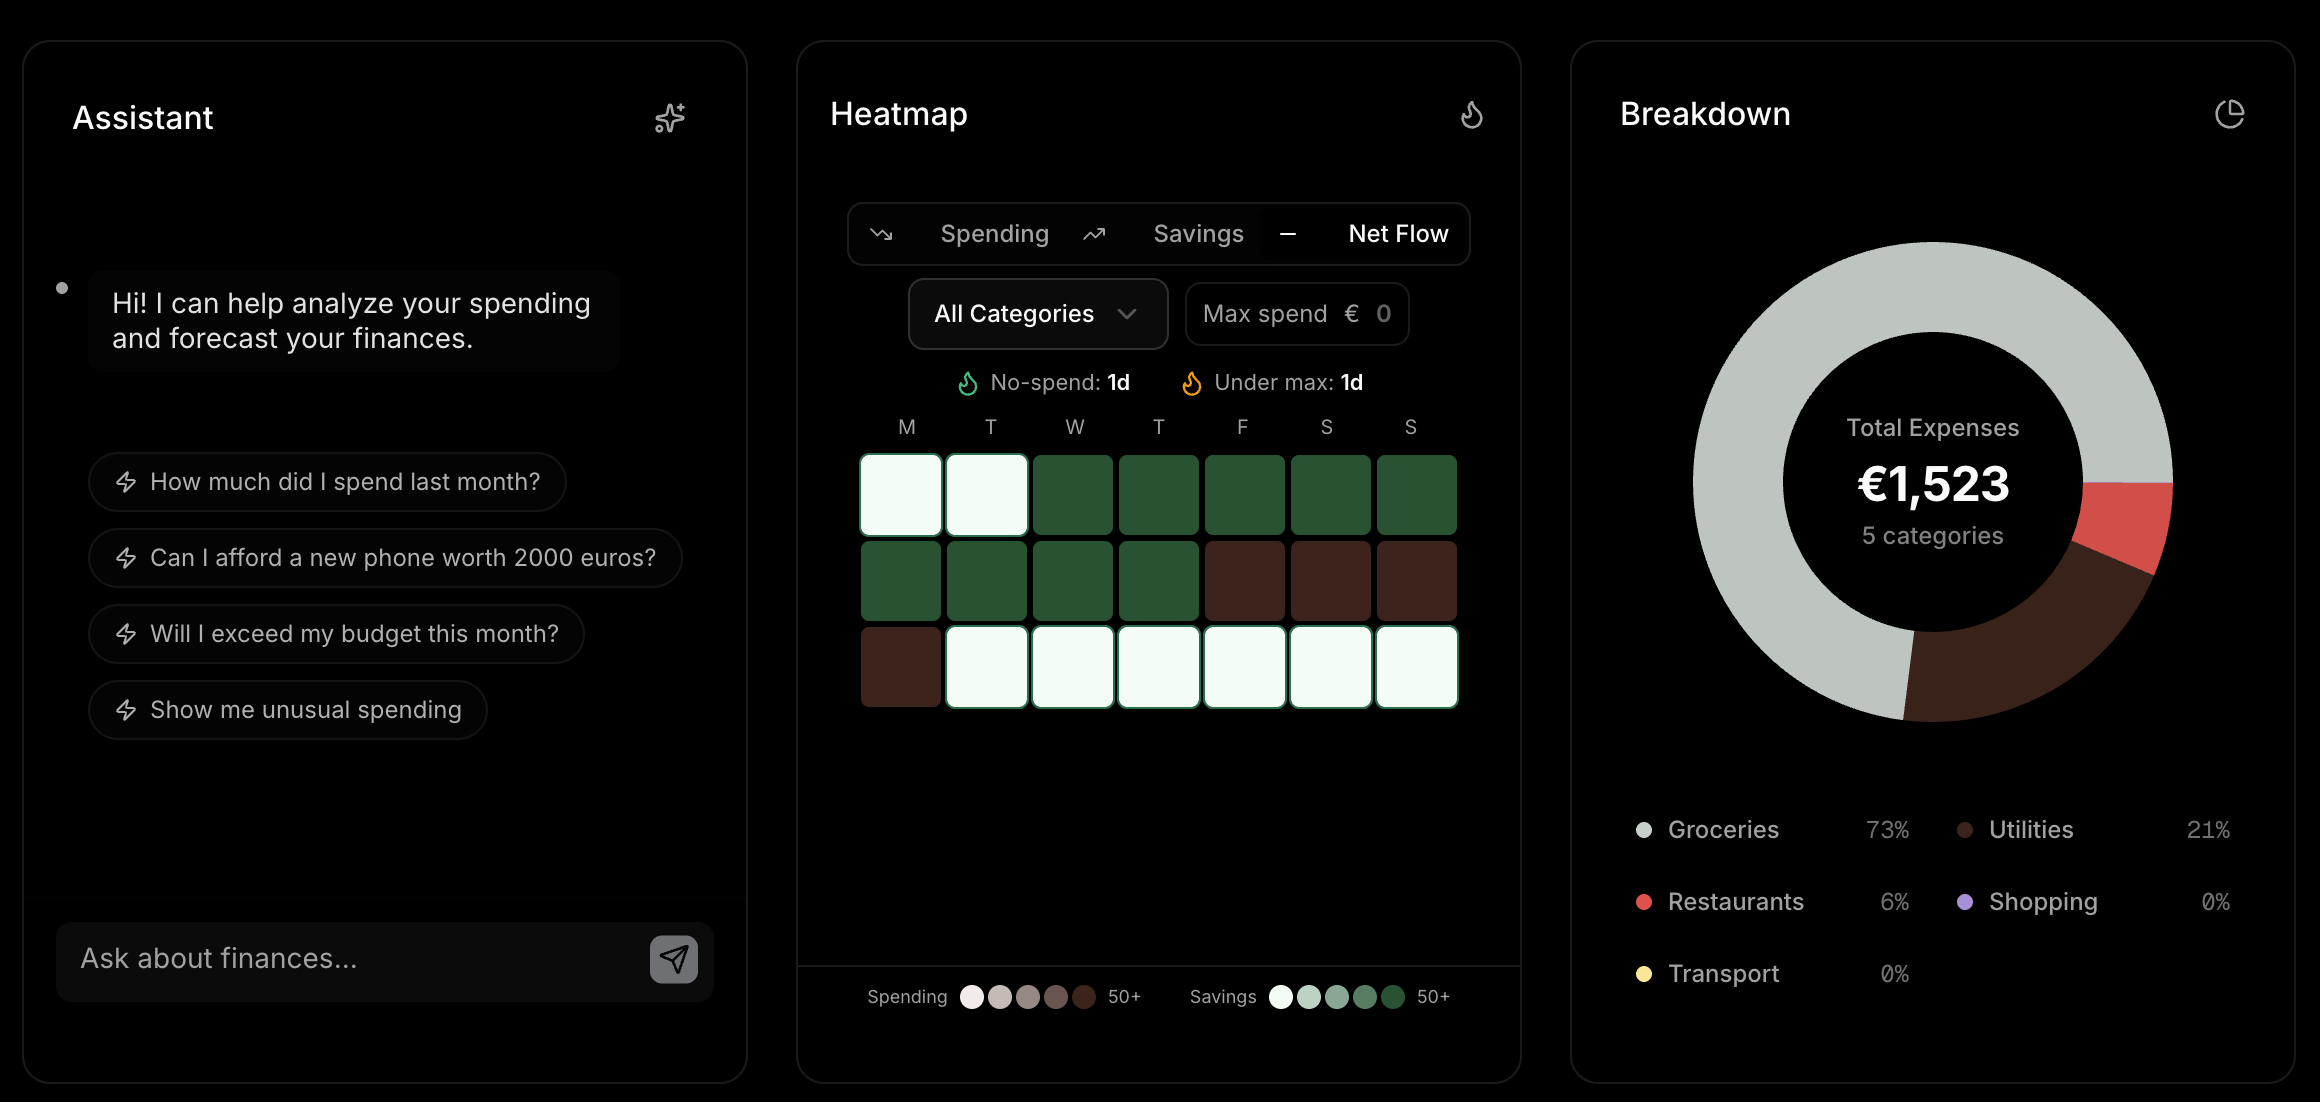 Assistant
Hi! I can help analyze your spending
and forecast your finances.
How much did I spend last month?
Can I afford a new phone worth 2000 euros?
Will I exceed my budget this month?
Show me unusual spending
Ask about finances...
Heatmap
Spending Savings Net Flow
All Categories Max spend € 0
No-spend: 1d Under max: 1d
M T W T F S S
Spending 50+ Savings 50+
Breakdown
Total Expenses
€1,523
5 categories
Groceries 73% Utilities 21%
Restaurants 6% Shopping 0%
Transport 0%